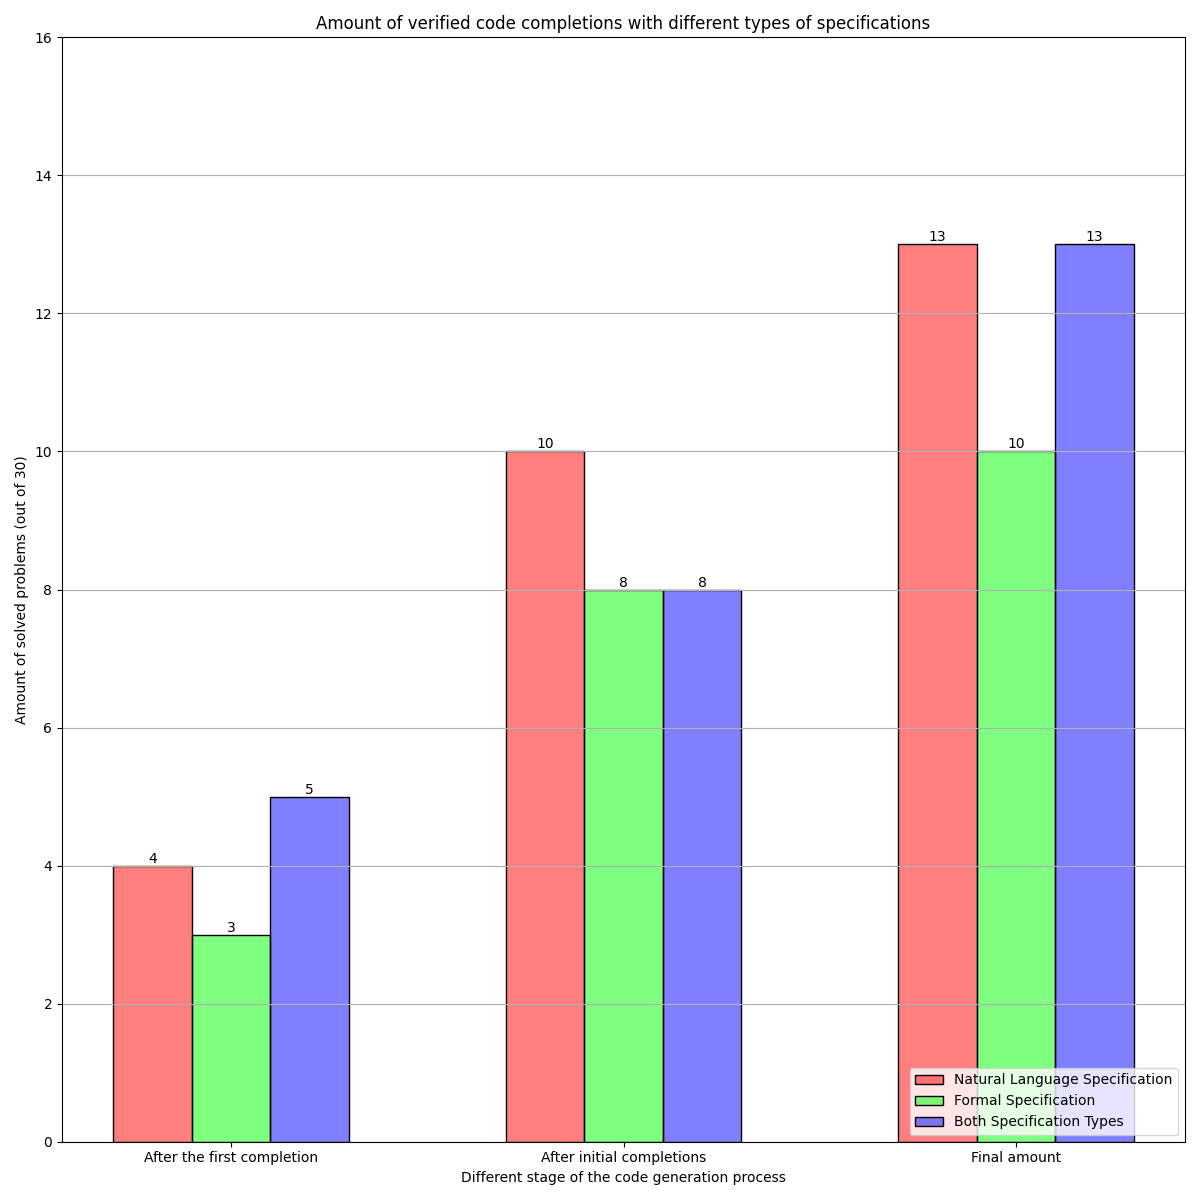 Amount of verified code completions with different types of specifications
16
14
12
10
8
6
4
2
0
Amount of solved problems (out of 30)
4
3
5
10
8
8
13
10
13
After the first completion
After initial completions
Final amount
Different stage of the code generation process
Natural Language Specification
Formal Specification
Both Specification Types